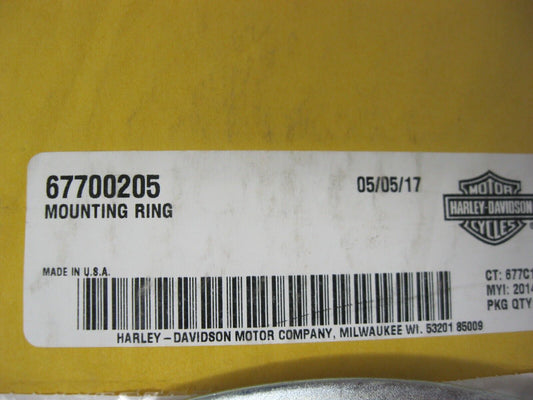 67700205 05/05/17
MOUNTING RING
MOTOR
HARLEY-DAVIDSON
CYCLES
®
MADE IN U.S.A.
CT: 677C1
MYI: 2014
PKG QTY
HARLEY-DAVIDSON MOTOR COMPANY, MILWAUKEE WI. 53201 85009